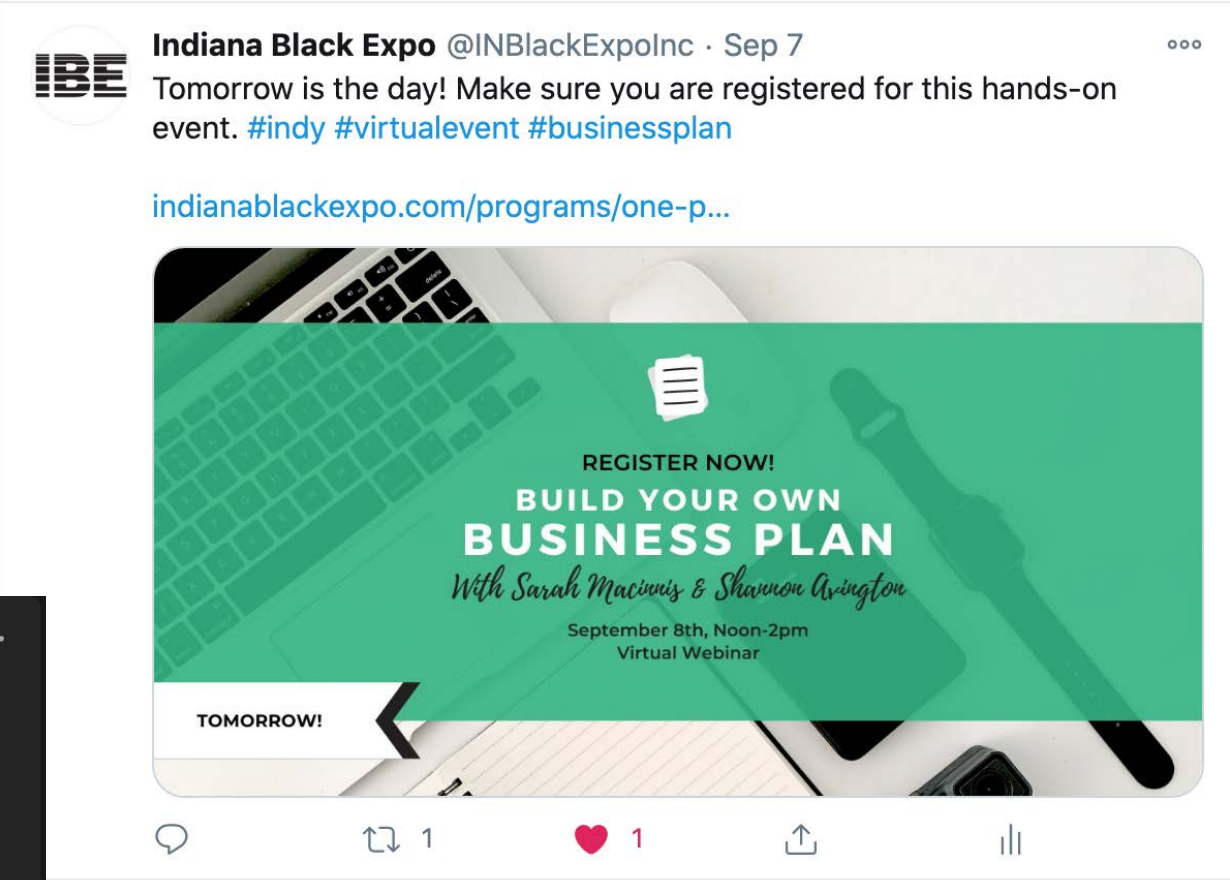 IBE
Indiana Black Expo @INBlackExpoInc · Sep 7
Tomorrow is the day! Make sure you are registered for this hands-on
event. #indy #virtualevent #businessplan
indianablackexpo.com/programs/one-p...
delete
REGISTER NOW!
BUILD YOUR OWN
BUSINESS PLAN
With Sarah Macinnis & Shannon Avington
September 8th, Noon-2pm
Virtual Webinar
TOMORROW!
1
1